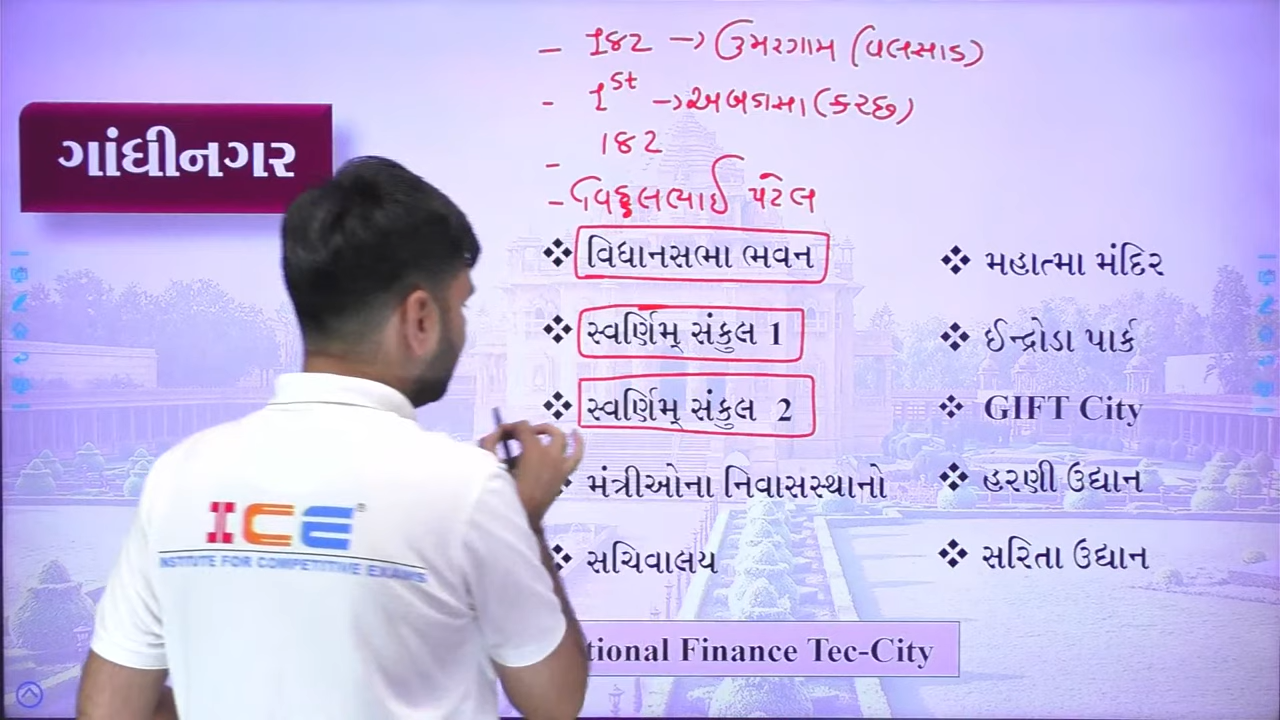 - 182 → ઉમરગામ (વલસાડ)
- 1st → અબડાસા (કચ્છ)
- 182
- વિઠ્ઠલભાઈ પટેલ
ગાંધીનગર
❖ વિધાનસભા ભવન
❖ સ્વર્ણિમ્ સંકુલ 1
❖ સ્વર્ણિમ્ સંકુલ 2
મંત્રીઓના નિવાસસ્થાનો
❖ સચિવાલય
❖ મહાત્મા મંદિર
❖ ઈન્દ્રોડા પાર્ક
❖ GIFT City
❖ હરણી ઉદ્યાન
❖ સરિતા ઉદ્યાન
Finance Tec-City
ICE
INSTITUTE FOR COMPETITIVE EXAMS